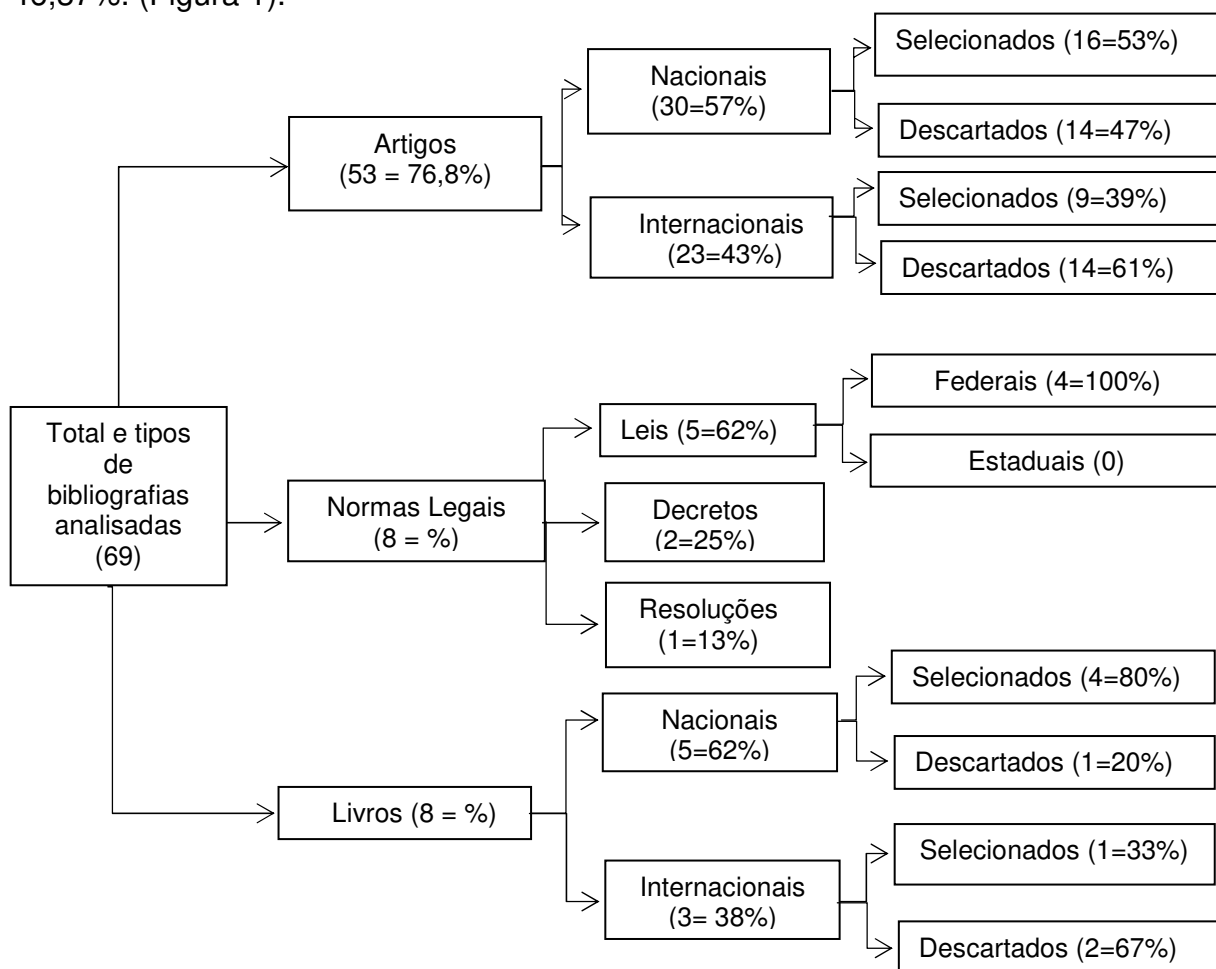 10,87%. (Figura 1).
Selecionados (16=53%)
Nacionais
(30=57%)
Descartados (14=47%)
Artigos
(53 = 76,8%)
Selecionados (9=39%)
Internacionais
(23=43%)
Descartados (14=61%)
Federais (4=100%)
Leis (5=62%)
Estaduais (0)
Total e tipos
de
bibliografias
analisadas
(69)
Normas Legais
(8 = %)
Decretos
(2=25%)
Resoluções
(1=13%)
Selecionados (4=80%)
Nacionais
(5=62%)
Descartados (1=20%)
Livros (8 = %)
Selecionados (1=33%)
Internacionais
(3= 38%)
Descartados (2=67%)